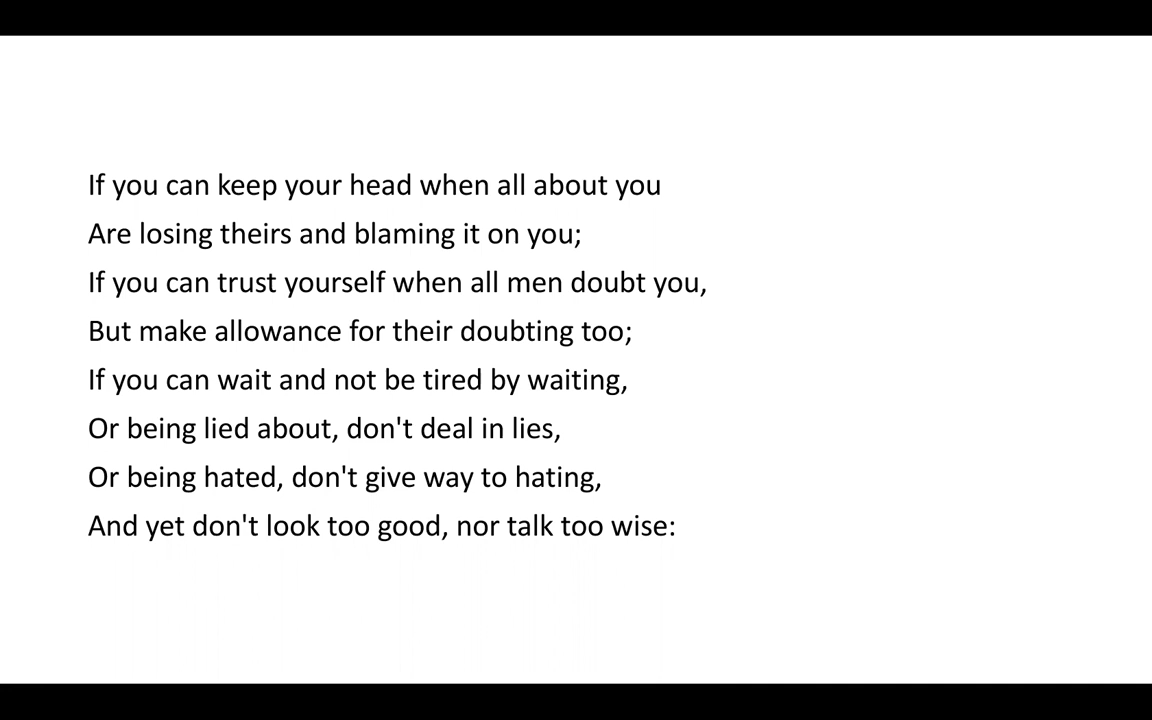 If you can keep your head when all about you
Are losing theirs and blaming it on you;
If you can trust yourself when all men doubt you,
But make allowance for their doubting too;
If you can wait and not be tired by waiting,
Or being lied about, don't deal in lies,
Or being hated, don't give way to hating,
And yet don't look too good, nor talk too wise: